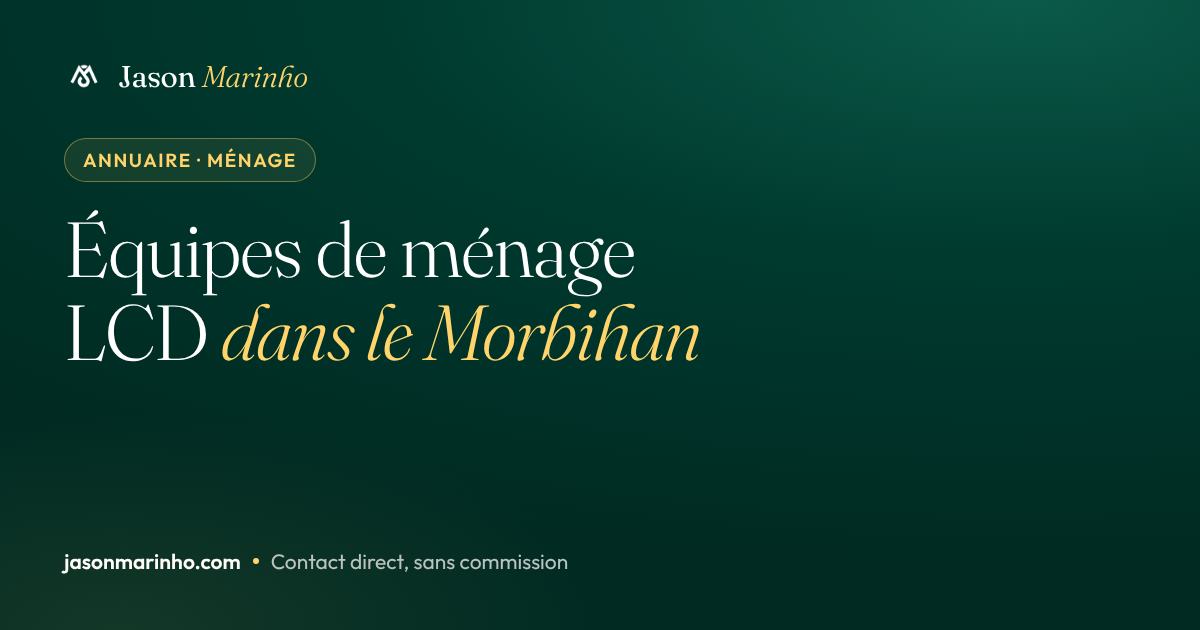 Jason Marinho
ANNUAIRE · MÉNAGE
Équipes de ménage
LCD dans le Morbihan
jasonmarinho.com • Contact direct, sans commission